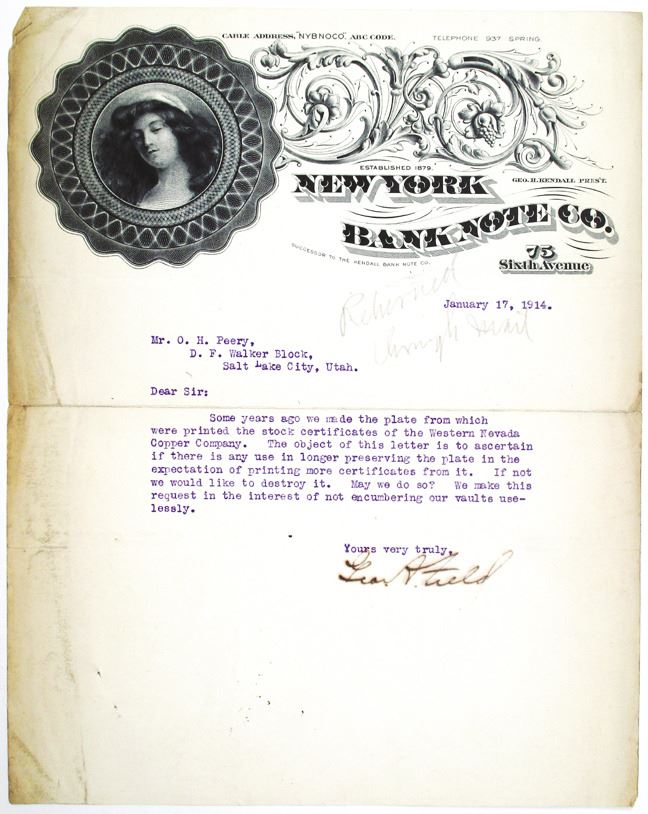 CABLE ADDRESS, "NYBNOCO", ABC CODE. TELEPHONE 937 SPRING.
ESTABLISHED 1879.
NEW YORK
GEO. H. KENDALL PRES'T.
BANK NOTE CO.
75
Sixth Avenue
SUCCESSOR TO THE KENDALL BANK NOTE CO.
Returned
through mail
January 17, 1914.
Mr. O. H. Peery,
D. F. Walker Block,
Salt Lake City, Utah.
Dear Sir:
Some years ago we made the plate from which
were printed the stock certificates of the Western Nevada
Copper Company. The object of this letter is to ascertain
if there is any use in longer preserving the plate in the
expectation of printing more certificates from it. If not
we would like to destroy it. May we do so? We make this
request in the interest of not encumbering our vaults use-
lessly.
Yours very truly,
Geo. A. Field